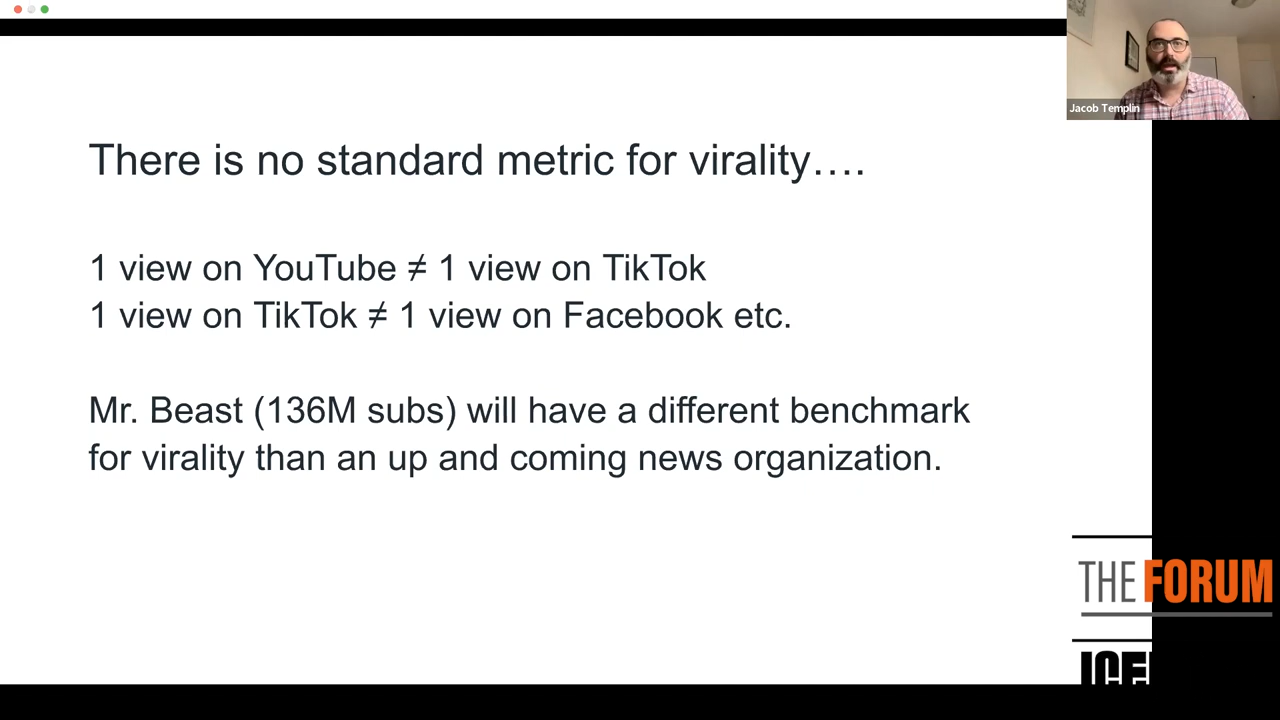 Jacob Templin
There is no standard metric for virality….
1 view on YouTube ≠ 1 view on TikTok
1 view on TikTok ≠ 1 view on Facebook etc.
Mr. Beast (136M subs) will have a different benchmark
for virality than an up and coming news organization.
THE FORUM